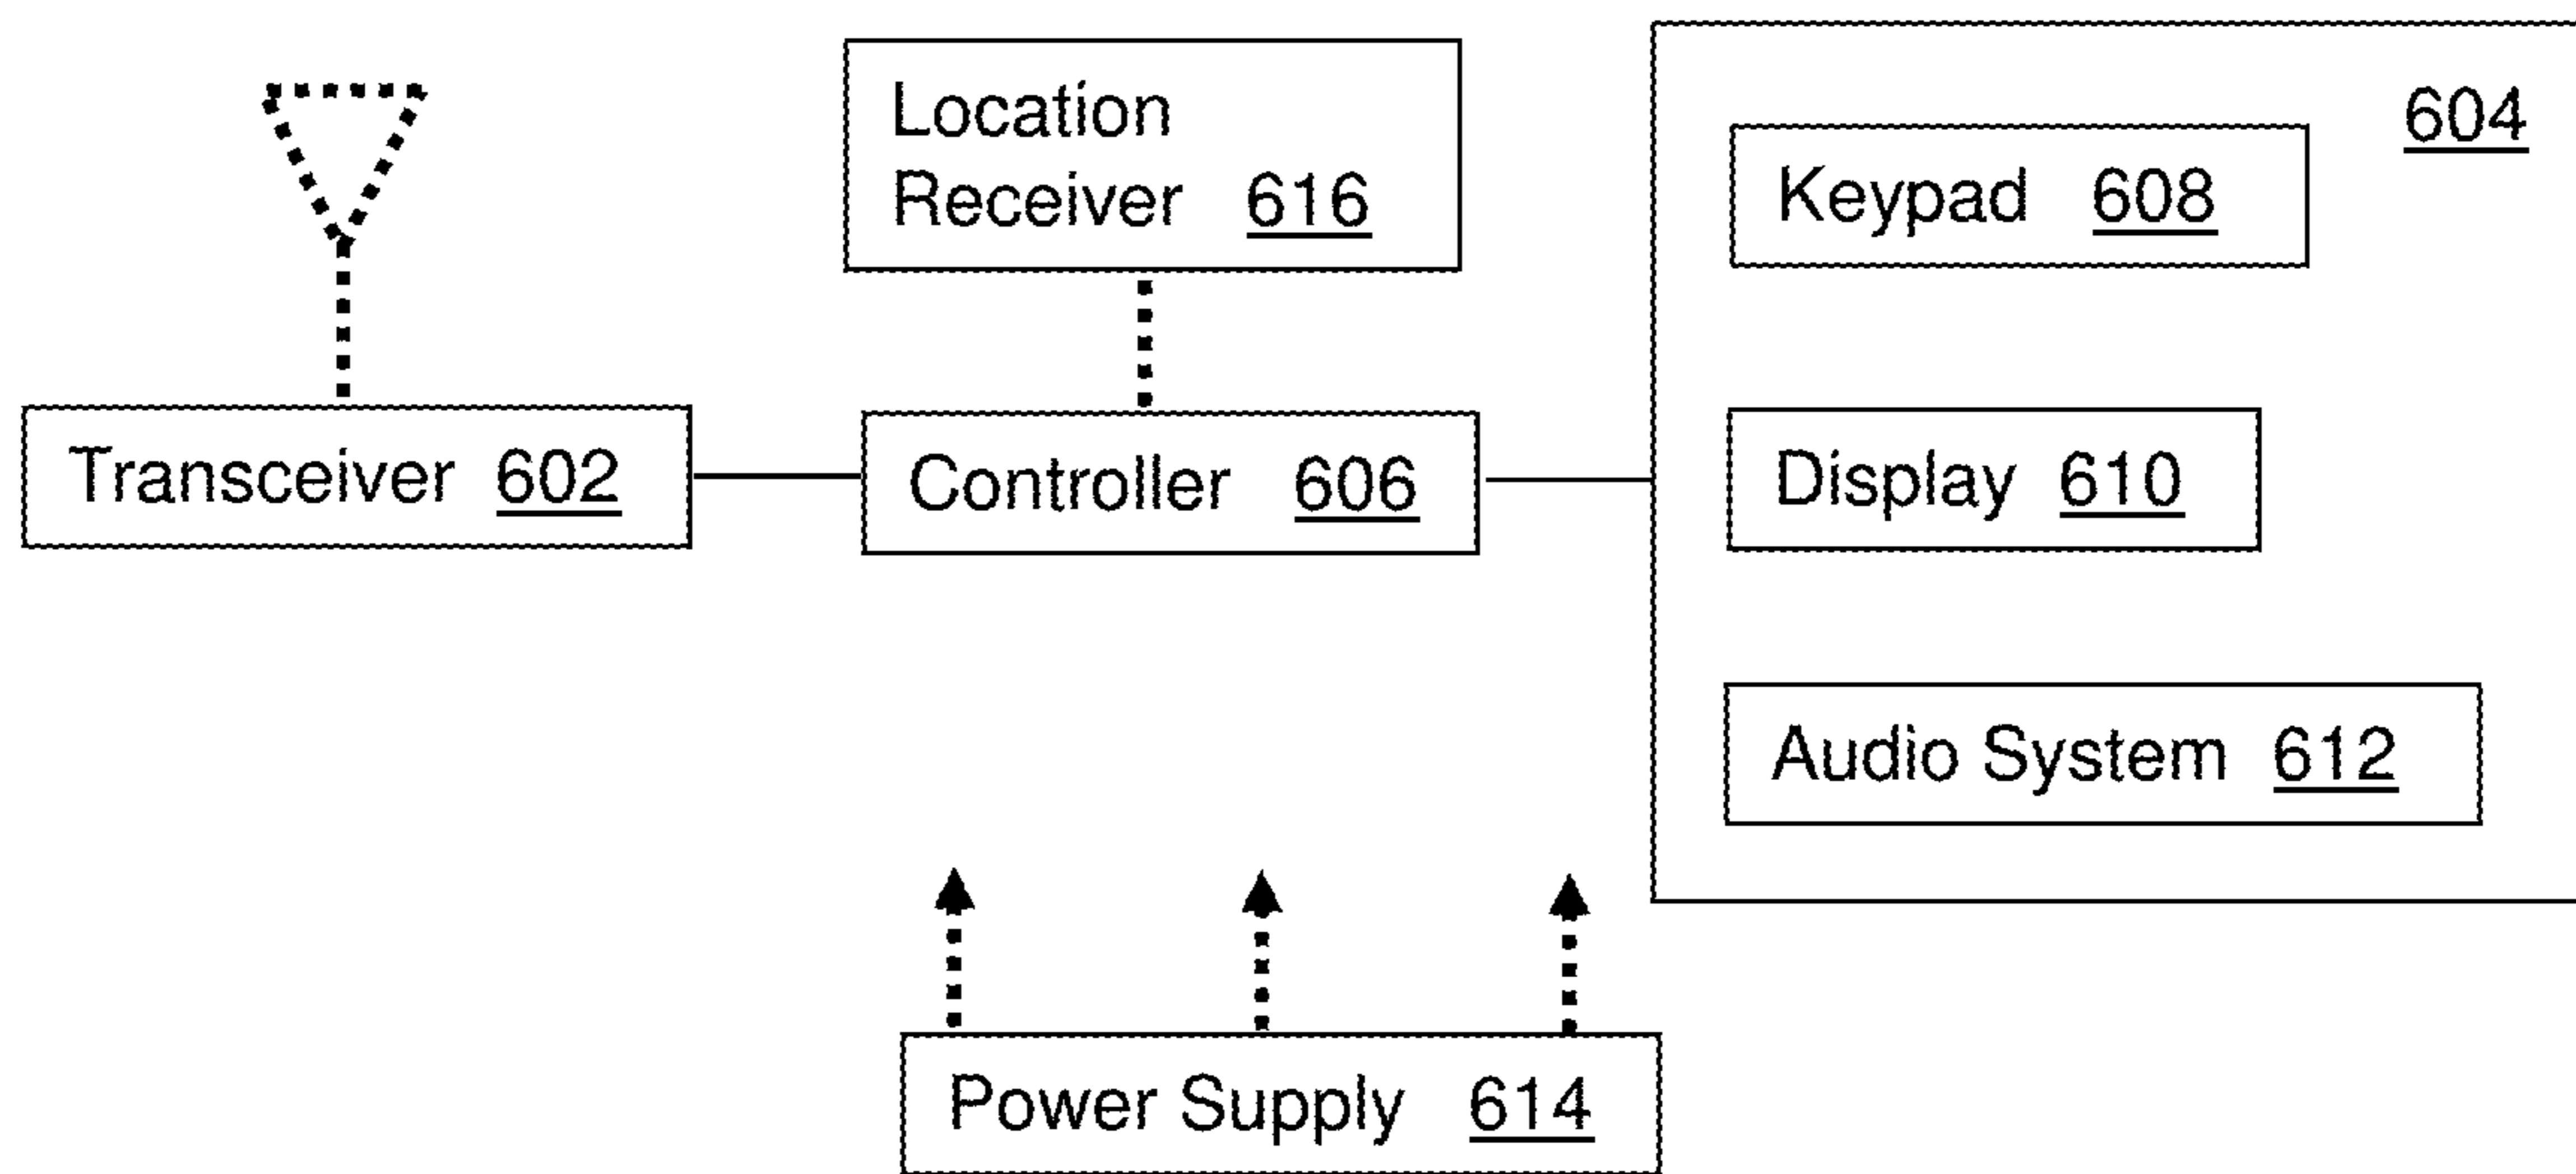 Location
Receiver 616
604
Keypad 608
Transceiver 602
Controller 606
Display 610
Audio System 612
Power Supply 614